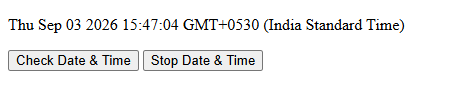 Thu Sep 03 2026 15:47:04 GMT+0530 (India Standard Time)
Check Date & Time Stop Date & Time